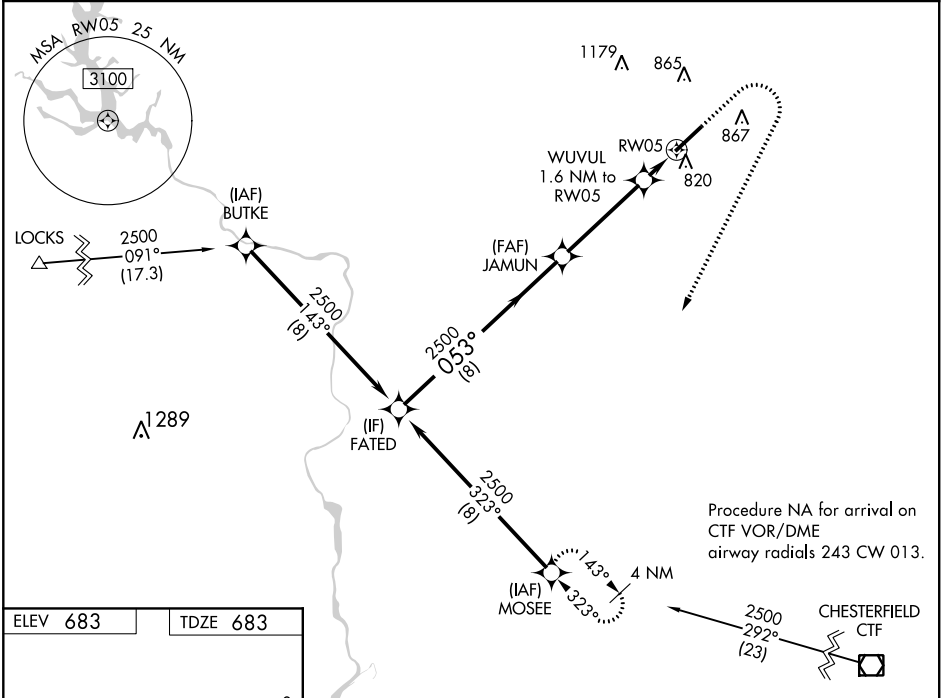 MSA RW05 25 NM
3100
1179
865
867
RW05
820
WUVUL
1.6 NM to
RW05
(IAF)
BUTKE
LOCKS
2500
091°
(17.3)
(FAF)
JAMUN
2500
143°
(8)
2500
053°
(8)
1289
(IF)
FATED
2500
323°
(8)
Procedure NA for arrival on
CTF VOR/DME
airway radials 243 CW 013.
143°
4 NM
323°
(IAF)
MOSEE
2500
292°
(23)
CHESTERFIELD
CTF
ELEV 683
TDZE 683